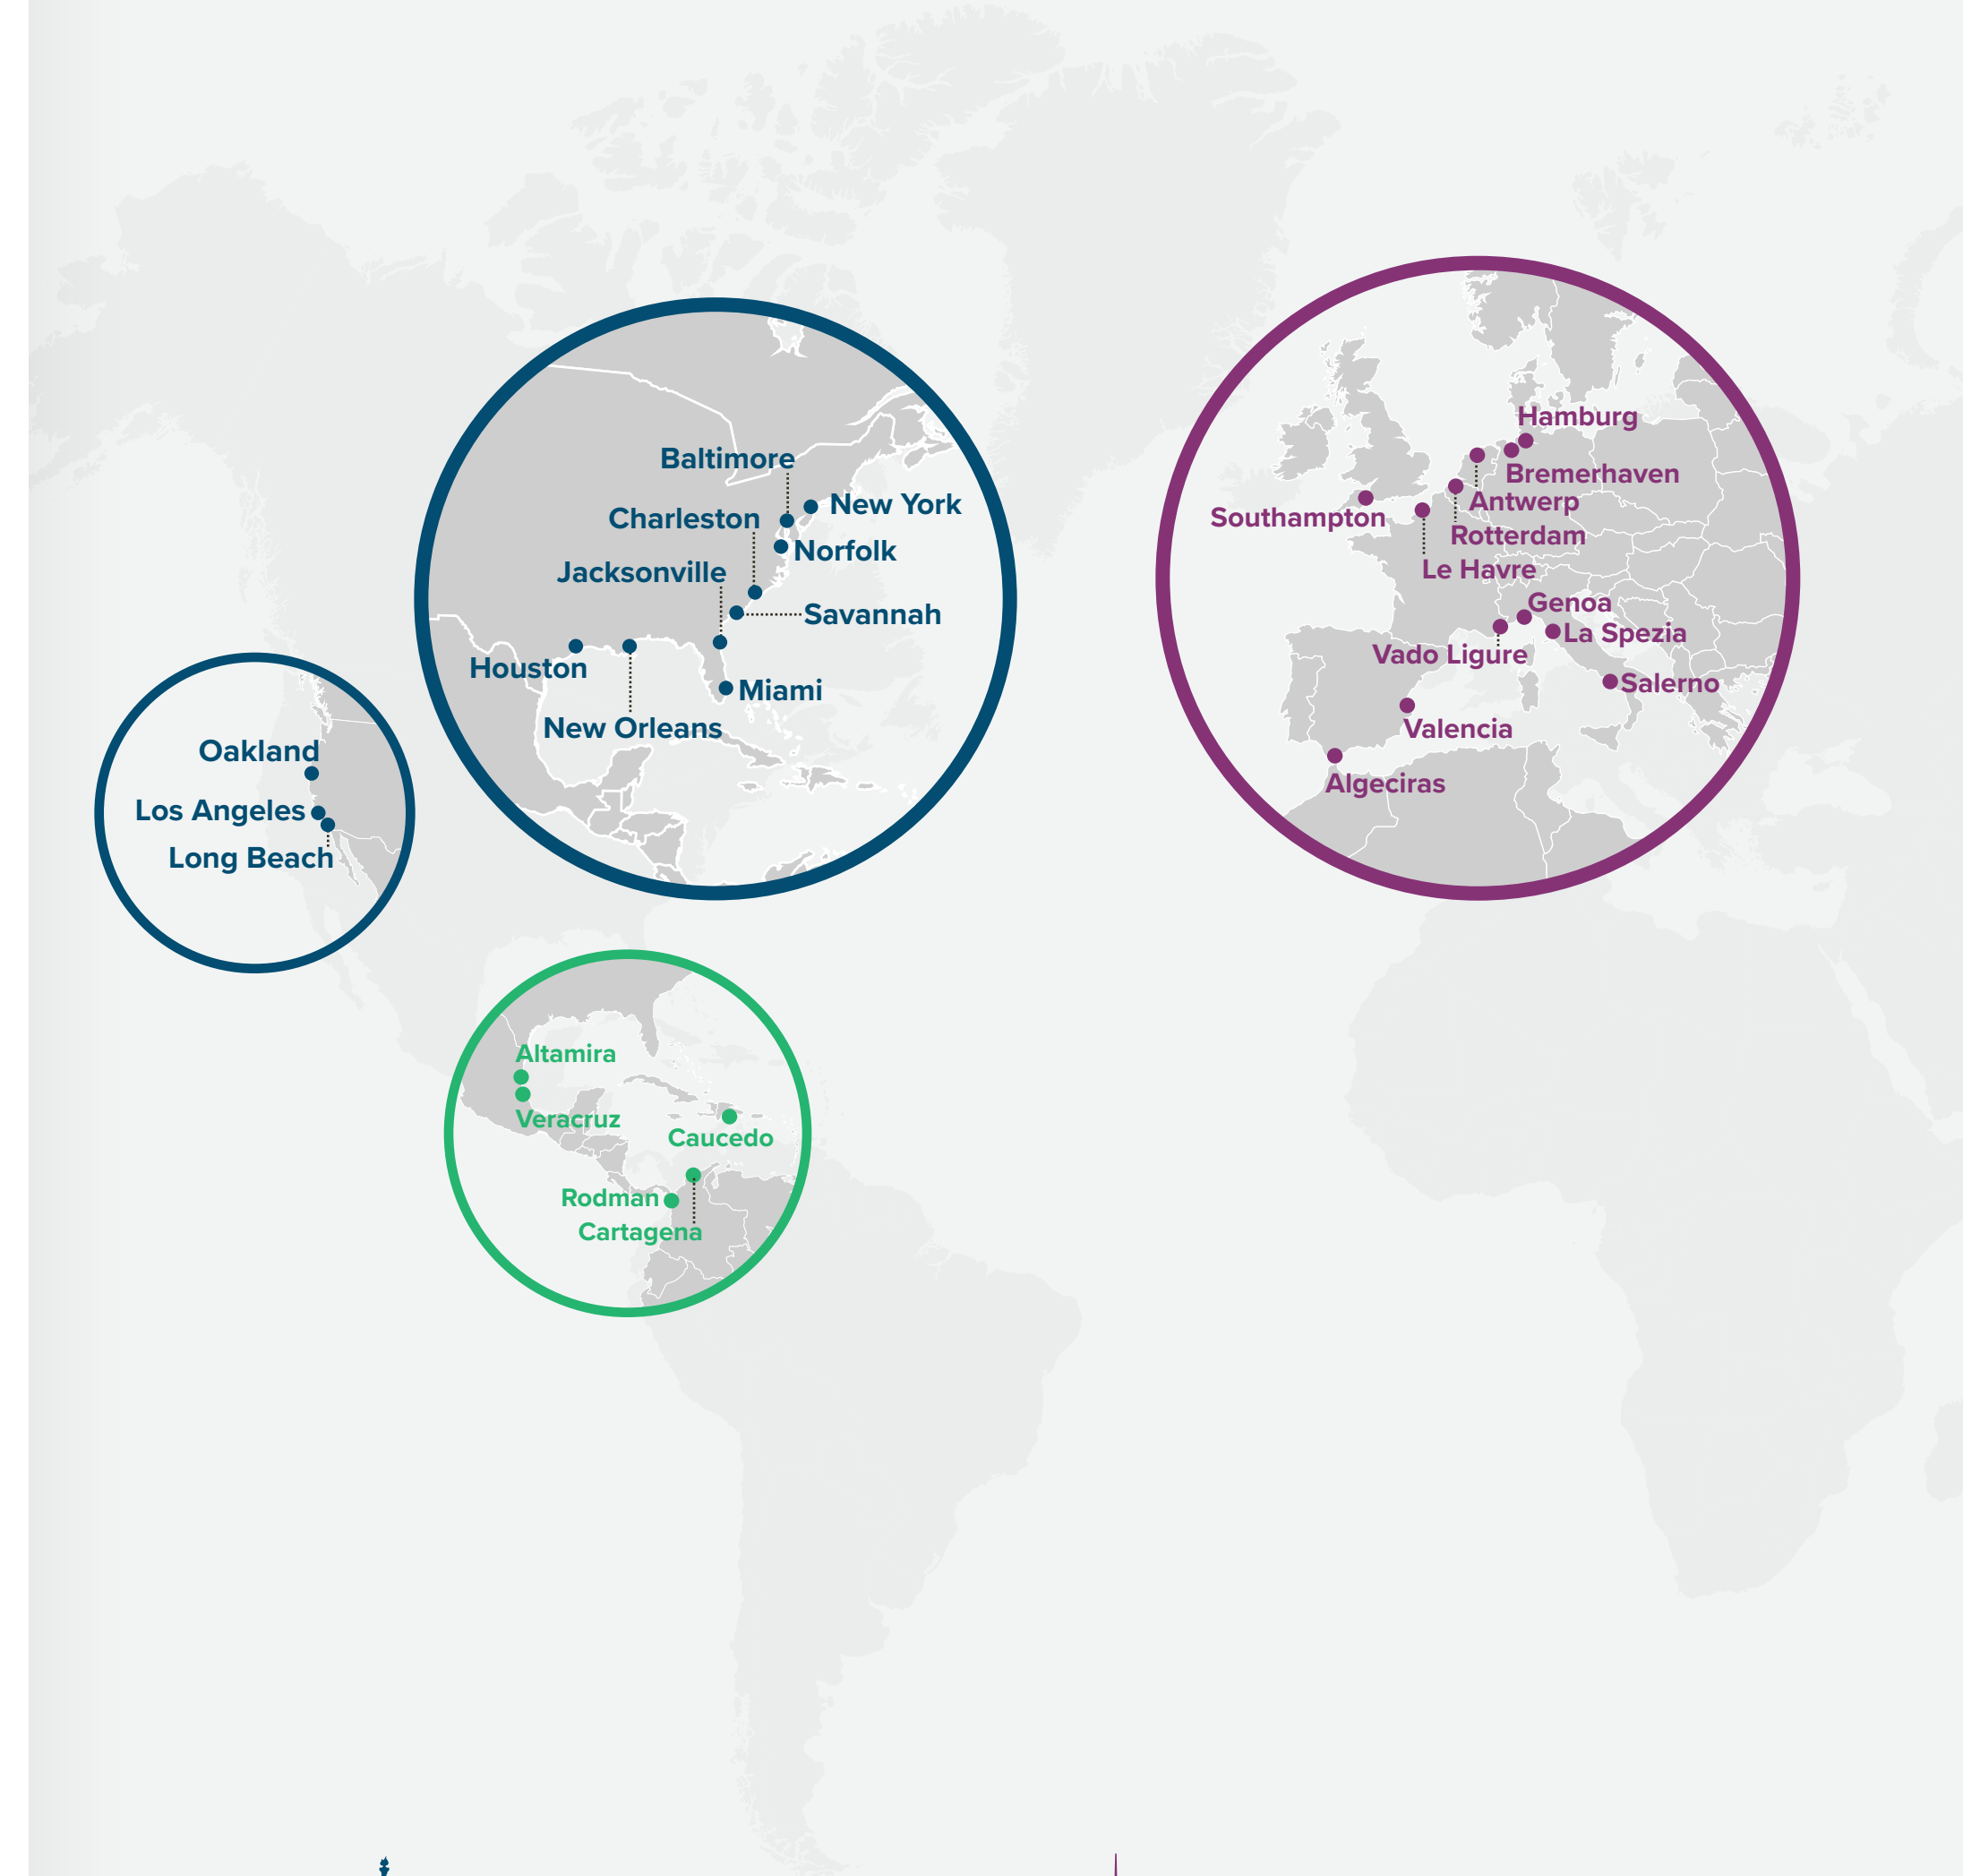 Baltimore
New York
Charleston
Norfolk
Jacksonville
Savannah
Houston
Miami
New Orleans
Oakland
Los Angeles
Long Beach
Hamburg
Bremerhaven
Antwerp
Southampton
Rotterdam
Le Havre
Genoa
La Spezia
Vado Ligure
Salerno
Valencia
Algeciras
Altamira
Veracruz
Caucedo
Rodman
Cartagena